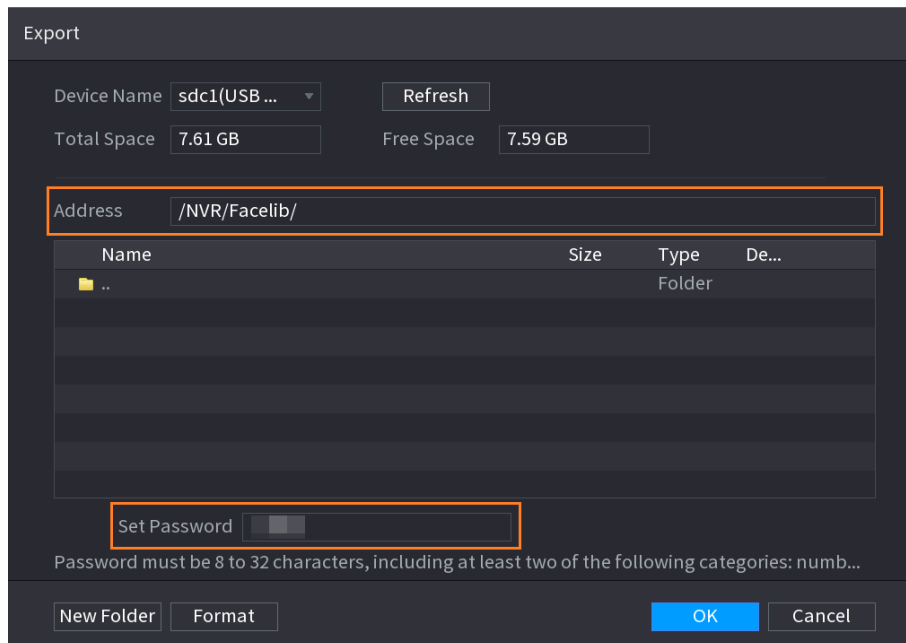 Export
Device Name sdc1(USB ... Refresh
Total Space 7.61 GB Free Space 7.59 GB
Address /NVR/Facelib/
Name Size Type De...
.. Folder
Set Password
Password must be 8 to 32 characters, including at least two of the following categories: numb...
New Folder Format OK Cancel